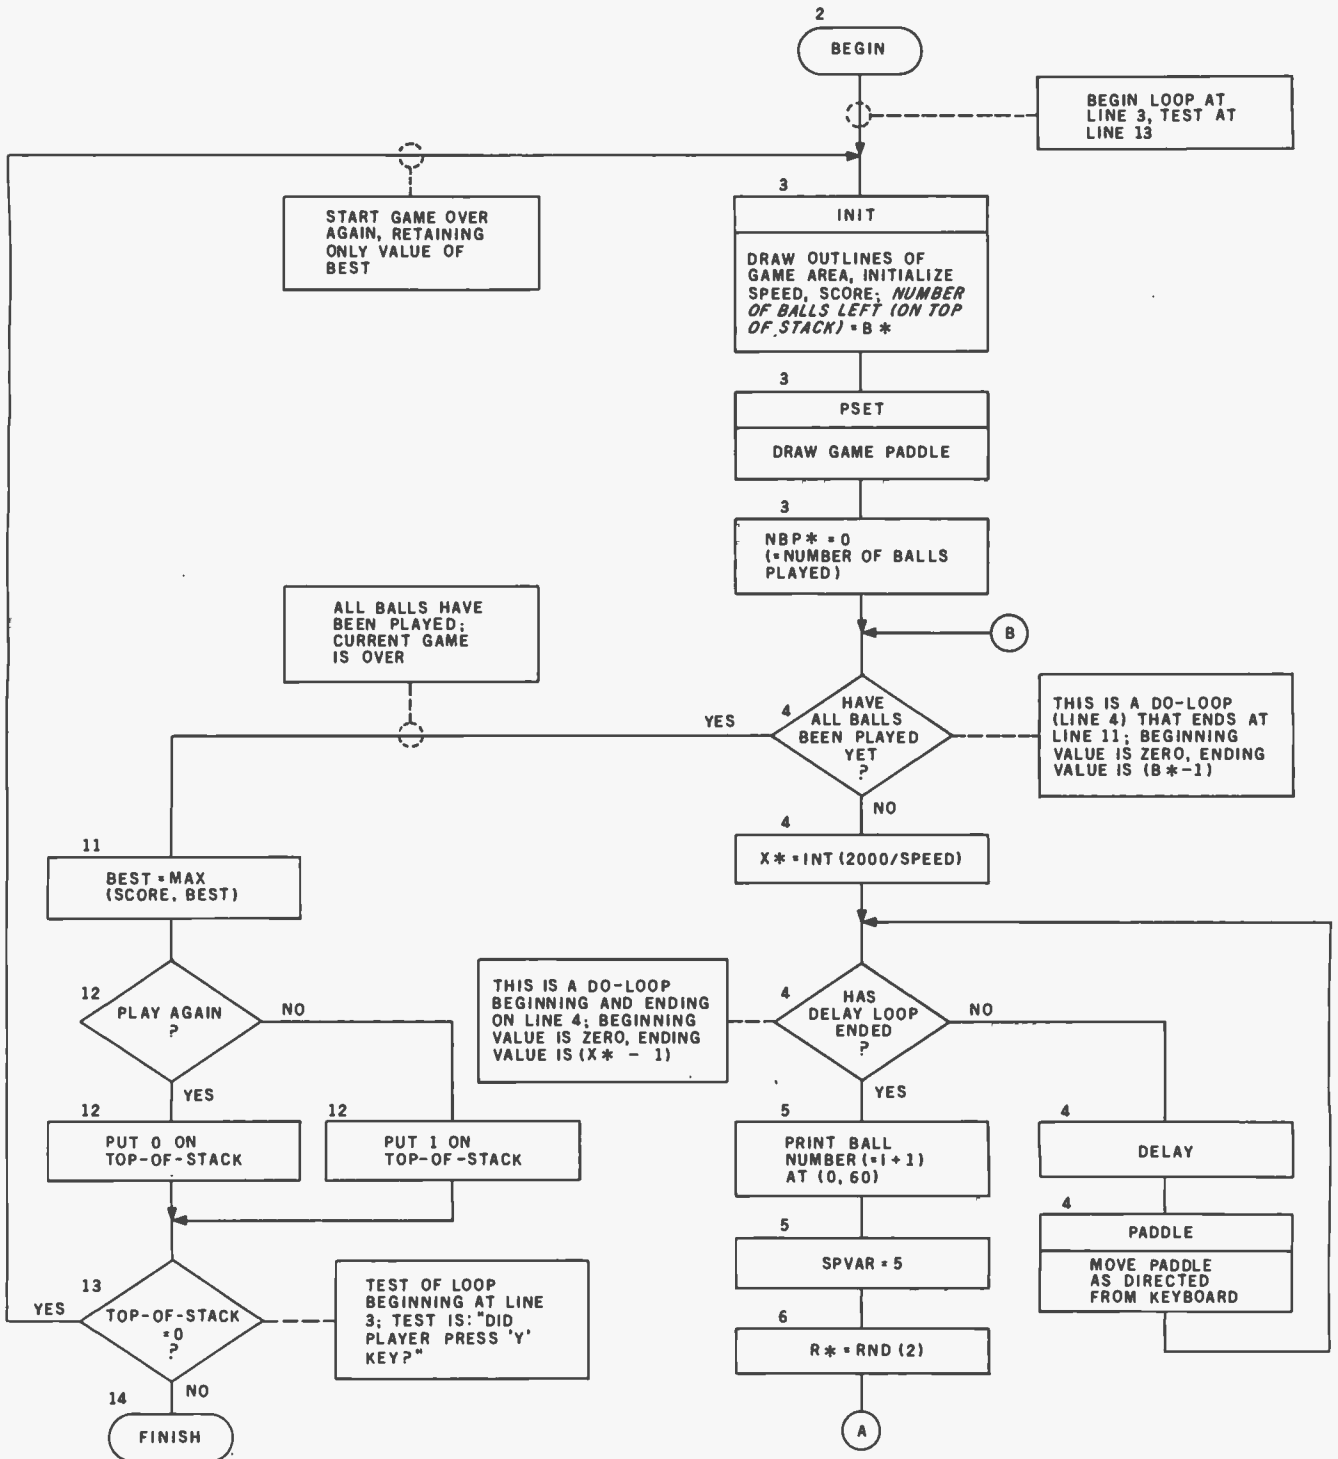 2
BEGIN
BEGIN LOOP AT
LINE 3, TEST AT
LINE 13
START GAME OVER
AGAIN, RETAINING
ONLY VALUE OF
BEST
3
INIT
DRAW OUTLINES OF
GAME AREA, INITIALIZE
SPEED, SCORE; NUMBER
OF BALLS LEFT (ON TOP
OF STACK) = B*
3
PSET
DRAW GAME PADDLE
3
NBP* = 0
(=NUMBER OF BALLS
PLAYED)
B
ALL BALLS HAVE
BEEN PLAYED;
CURRENT GAME
IS OVER
YES
4
HAVE
ALL BALLS
BEEN PLAYED
YET
?
THIS IS A DO-LOOP
(LINE 4) THAT ENDS AT
LINE 11; BEGINNING
VALUE IS ZERO, ENDING
VALUE IS (B*-1)
NO
4
X* = INT (2000/SPEED)
11
BEST = MAX
(SCORE, BEST)
12
PLAY AGAIN
?
NO
YES
12
PUT 0 ON
TOP-OF-STACK
12
PUT 1 ON
TOP-OF-STACK
THIS IS A DO-LOOP
BEGINNING AND ENDING
ON LINE 4; BEGINNING
VALUE IS ZERO, ENDING
VALUE IS (X* - 1)
4
HAS
DELAY LOOP
ENDED
?
NO
YES
5
PRINT BALL
NUMBER (=I+1)
AT (0, 60)
4
DELAY
4
PADDLE
MOVE PADDLE
AS DIRECTED
FROM KEYBOARD
5
SPVAR = 5
6
R* = RND (2)
A
13
YES
TOP-OF-STACK
=0
?
TEST OF LOOP
BEGINNING AT LINE
3; TEST IS: "DID
PLAYER PRESS 'Y'
KEY?"
NO
14
FINISH